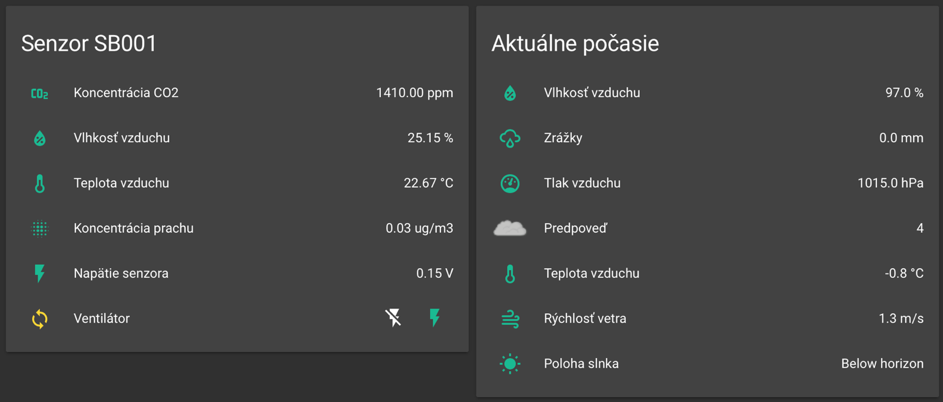 Senzor SB001
CO2 Koncentrácia CO2 1410.00 ppm
Vlhkosť vzduchu 25.15 %
Teplota vzduchu 22.67 °C
Koncentrácia prachu 0.03 ug/m3
Napätie senzora 0.15 V
Ventilátor
Aktuálne počasie
Vlhkosť vzduchu 97.0 %
Zrážky 0.0 mm
Tlak vzduchu 1015.0 hPa
Predpoveď 4
Teplota vzduchu -0.8 °C
Rýchlosť vetra 1.3 m/s
Poloha slnka Below horizon